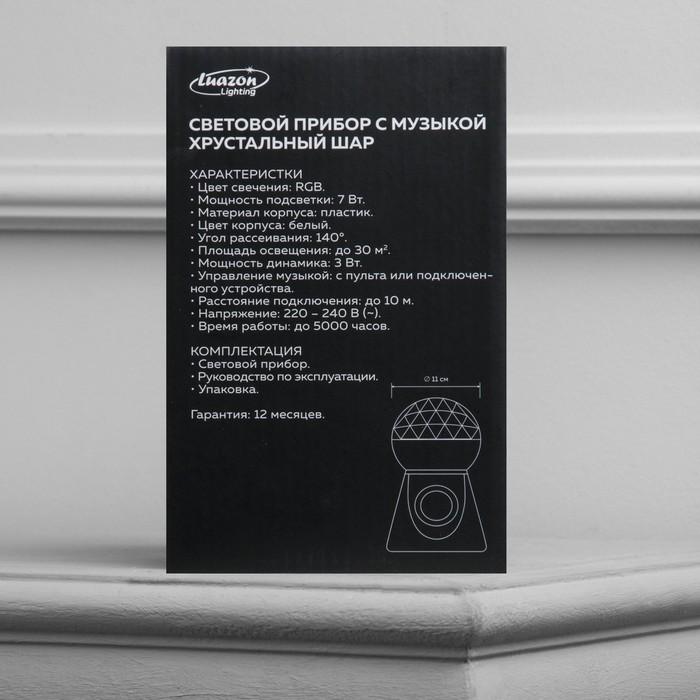 Luazon
Lighting
СВЕТОВОЙ ПРИБОР С МУЗЫКОЙ
ХРУСТАЛЬНЫЙ ШАР
ХАРАКТЕРИСТКИ
• Цвет свечения: RGB.
• Мощность подсветки: 7 Вт.
• Материал корпуса: пластик.
• Цвет корпуса: белый.
• Угол рассеивания: 140°.
• Площадь освещения: до 30 м².
• Мощность динамика: 3 Вт.
• Управление музыкой: с пульта или подключен-
ного устройства.
• Расстояние подключения: до 10 м.
• Напряжение: 220 – 240 В (~).
• Время работы: до 5000 часов.
КОМПЛЕКТАЦИЯ
• Световой прибор.
• Руководство по эксплуатации.
• Упаковка.
Гарантия: 12 месяцев.
∅ 11 см